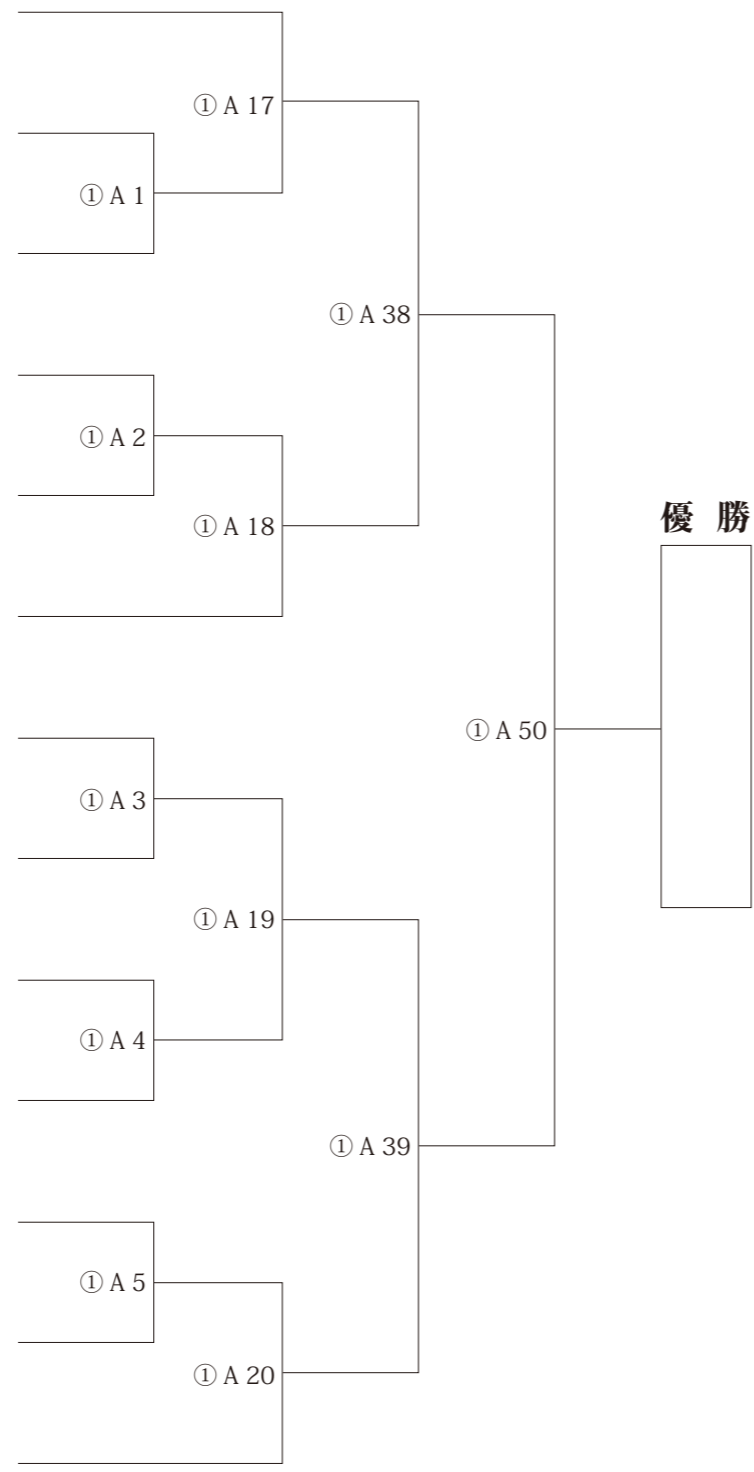 ① A 17
① A 1
① A 38
① A 2
① A 18
優 勝
① A 50
① A 3
① A 19
① A 4
① A 39
① A 5
① A 20